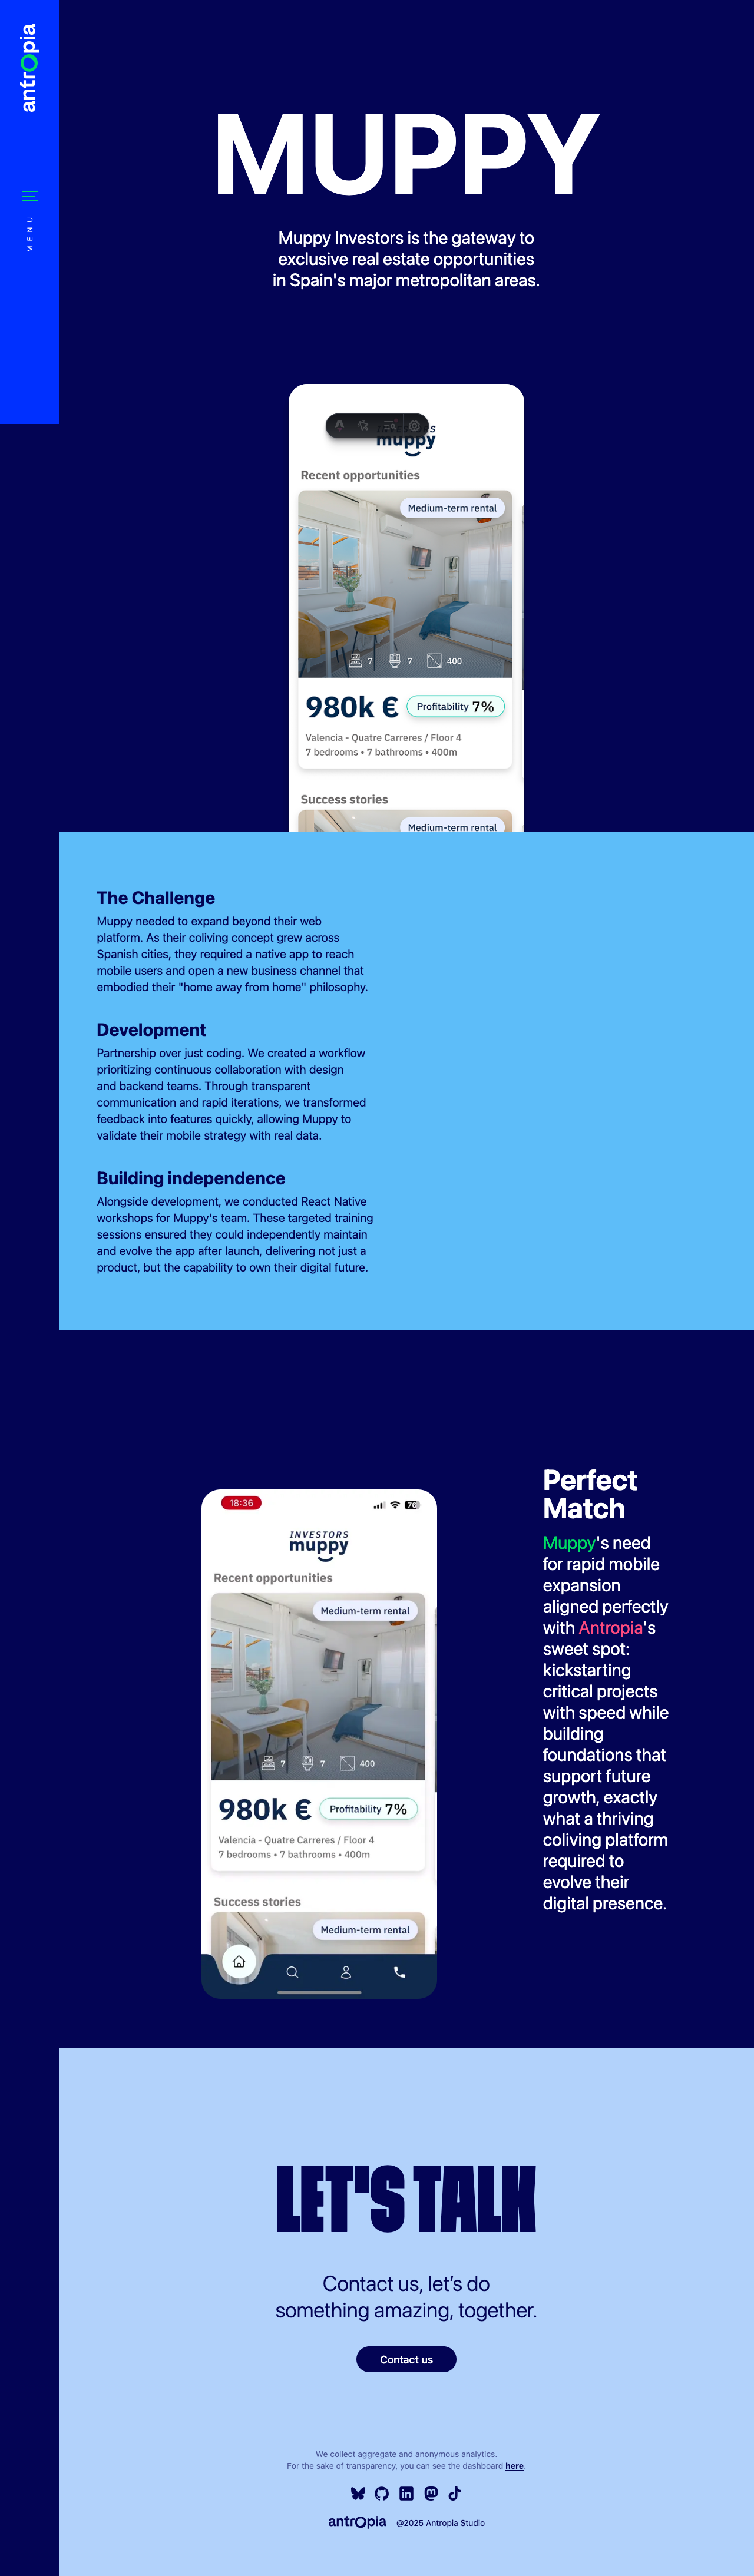 antropia
MENU
MUPPY
Muppy Investors is the gateway to
exclusive real estate opportunities
in Spain's major metropolitan areas.
muppy
Recent opportunities
Medium-term rental
7 7 400
980k €
Profitability 7%
Valencia - Quatre Carreres / Floor 4
7 bedrooms • 7 bathrooms • 400m
Success stories
Medium-term rental
The Challenge
Muppy needed to expand beyond their web
platform. As their coliving concept grew across
Spanish cities, they required a native app to reach
mobile users and open a new business channel that
embodied their "home away from home" philosophy.
Development
Partnership over just coding. We created a workflow
prioritizing continuous collaboration with design
and backend teams. Through transparent
communication and rapid iterations, we transformed
feedback into features quickly, allowing Muppy to
validate their mobile strategy with real data.
Building independence
Alongside development, we conducted React Native
workshops for Muppy's team. These targeted training
sessions ensured they could independently maintain
and evolve the app after launch, delivering not just a
product, but the capability to own their digital future.
18:36
INVESTORS
muppy
Recent opportunities
Medium-term rental
7 7 400
980k €
Profitability 7%
Valencia - Quatre Carreres / Floor 4
7 bedrooms • 7 bathrooms • 400m
Success stories
Medium-term rental
Perfect
Match
Muppy's need
for rapid mobile
expansion
aligned perfectly
with Antropia's
sweet spot:
kickstarting
critical projects
with speed while
building
foundations that
support future
growth, exactly
what a thriving
coliving platform
required to
evolve their
digital presence.
LET'S TALK
Contact us, let’s do
something amazing, together.
Contact us
We collect aggregate and anonymous analytics.
For the sake of transparency, you can see the dashboard here.
antropia @2025 Antropia Studio